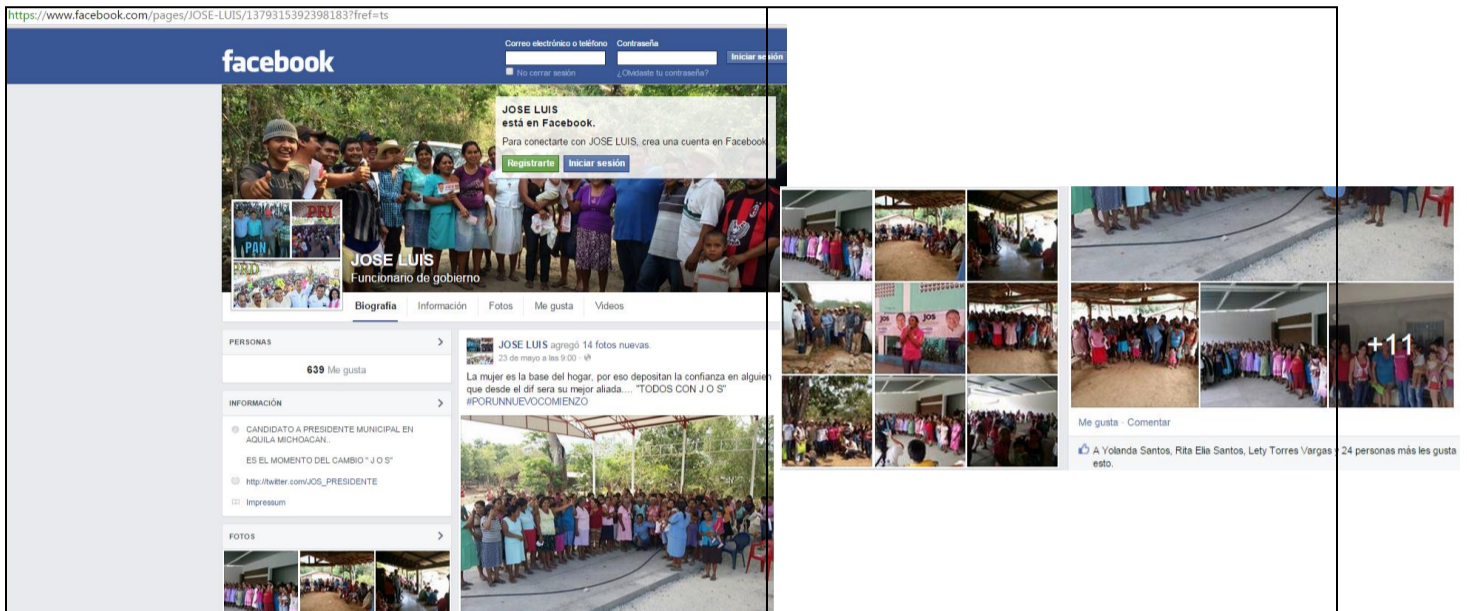 https://www.facebook.com/pages/JOSE-LUIS/1379315392398183?fref=ts
facebook
Correo electrónico o teléfono
Contraseña
Iniciar sesión
No cerrar sesión
¿Olvidaste tu contraseña?
JOSE LUIS
está en Facebook.
Para conectarte con JOSE LUIS, crea una cuenta en Facebook
Registrarte
Iniciar sesión
PAN
PRI
PRD
JOSE LUIS
Funcionario de gobierno
Biografía
Información
Fotos
Me gusta
Videos
PERSONAS
639 Me gusta
INFORMACIÓN
CANDIDATO A PRESIDENTE MUNICIPAL EN
AQUILA MICHOACAN..
ES EL MOMENTO DEL CAMBIO " J O S"
http://twitter.com/JOS_PRESIDENTE
Impressum
FOTOS
JOSE LUIS agregó 14 fotos nuevas.
23 de mayo a las 9:00 ·
La mujer es la base del hogar, por eso depositan la confianza en alguien
que desde el dif sera su mejor aliada.... "TODOS CON J O S"
#PORUNNUEVOCOMIENZO
jos
jos
+11
Me gusta · Comentar
A Yolanda Santos, Rita Elia Santos, Lety Torres Vargas y 24 personas más les gusta
esto.